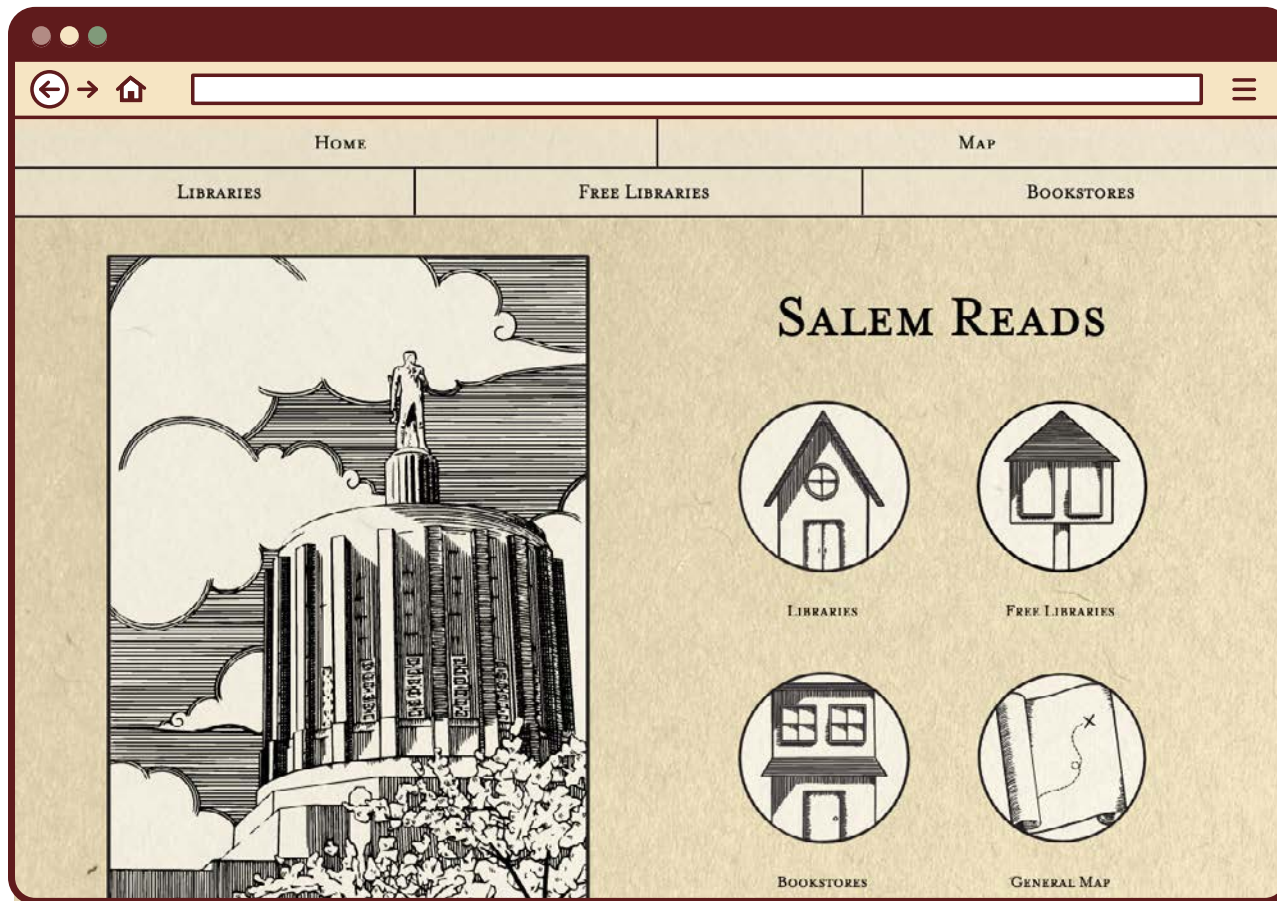 Home Map
Libraries Free Libraries Bookstores
Salem Reads
Libraries Free Libraries
Bookstores General Map